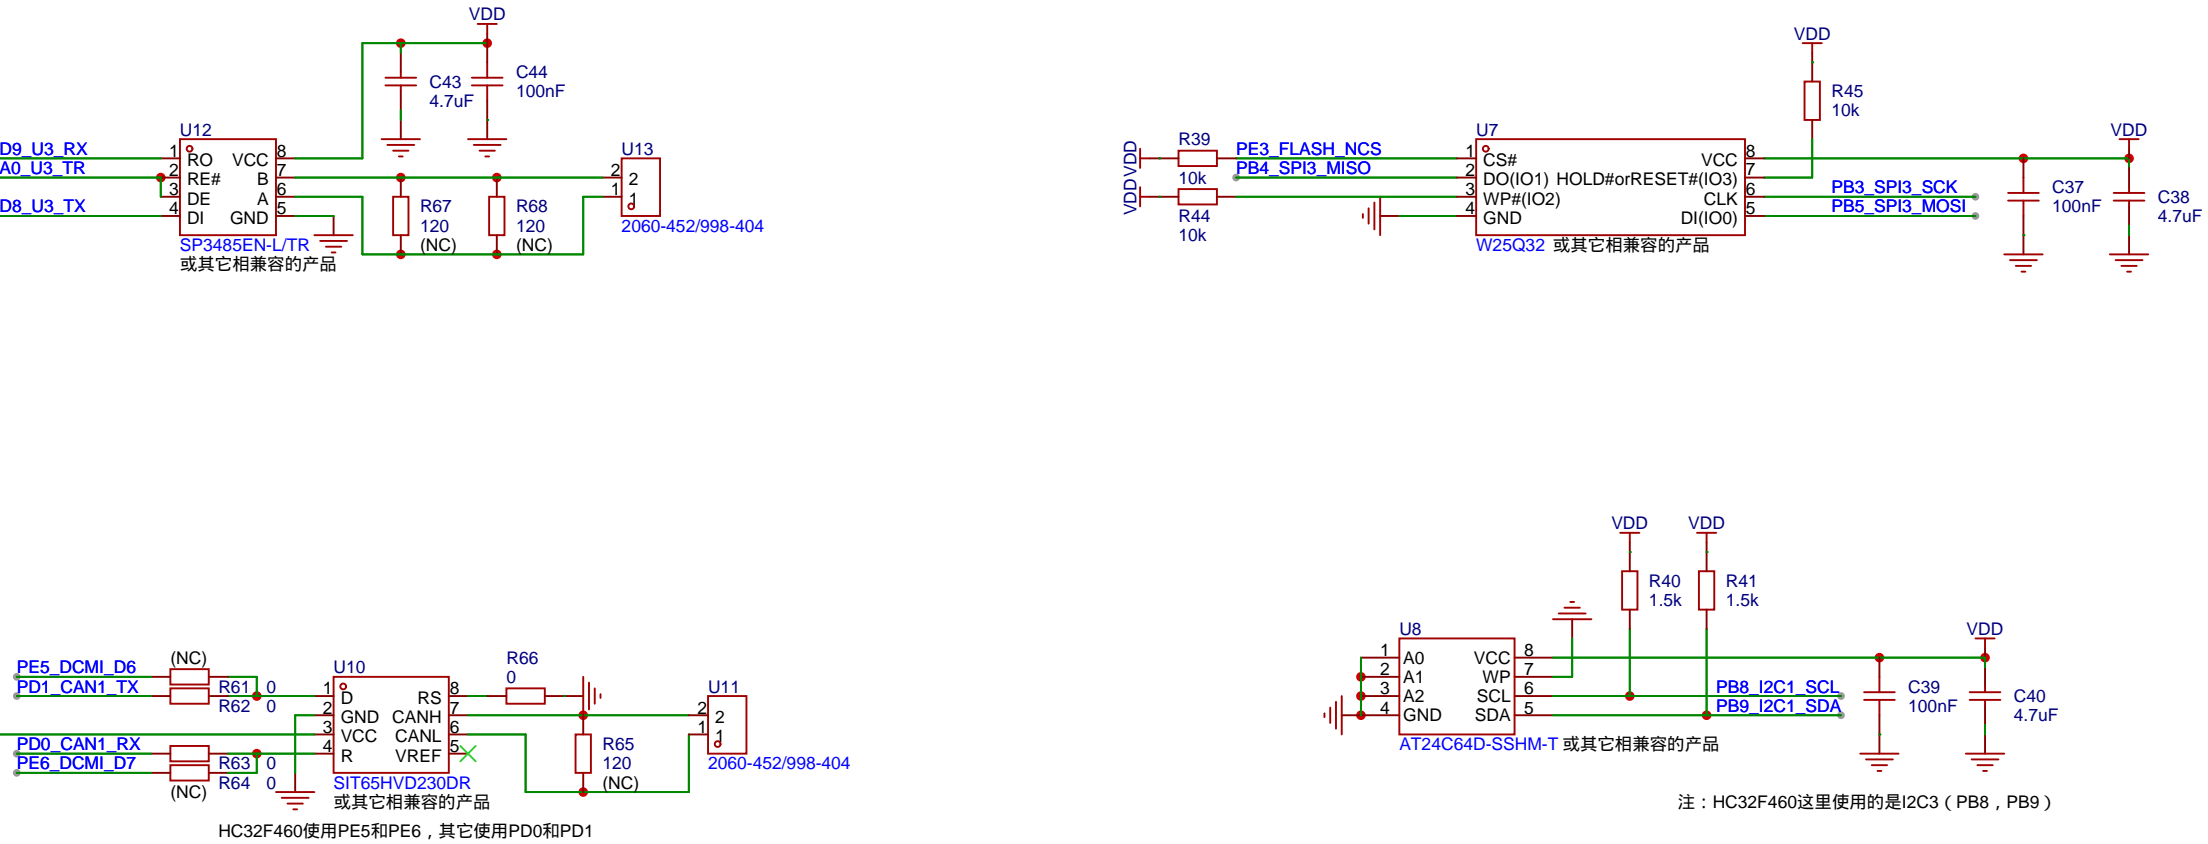 VDD
C43
4.7uF
C44
100nF
U12
D9_U3_RX
A0_U3_TR
D8_U3_TX
1
2
3
4
RO
RE#
DE
DI
VCC
B
A
GND
8
7
6
5
SP3485EN-L/TR
或其它相兼容的产品
R67
120
(NC)
R68
120
(NC)
U13
2
1
2
1
2060-452/998-404
VDD
R45
10k
VDD
VDD
R39
10k
R44
10k
PE3_FLASH_NCS
PB4_SPI3_MISO
U7
1
2
3
4
CS#
DO(IO1)
WP#(IO2)
GND
VCC
HOLD#orRESET#(IO3)
CLK
DI(IO0)
8
7
6
5
W25Q32 或其它相兼容的产品
PB3_SPI3_SCK
PB5_SPI3_MOSI
VDD
C37
100nF
C38
4.7uF
PE5_DCMI_D6
PD1_CAN1_TX
PD0_CAN1_RX
PE6_DCMI_D7
(NC)
R61 0
R62 0
R63 0
R64 0
(NC)
U10
1
2
3
4
D
GND
VCC
R
RS
CANH
CANL
VREF
8
7
6
5
SIT65HVD230DR
或其它相兼容的产品
R66
0
R65
120
(NC)
U11
2
1
2
1
2060-452/998-404
HC32F460使用PE5和PE6，其它使用PD0和PD1
VDD
VDD
R40
1.5k
R41
1.5k
U8
1
2
3
4
A0
A1
A2
GND
VCC
WP
SCL
SDA
8
7
6
5
AT24C64D-SSHM-T 或其它相兼容的产品
PB8_I2C1_SCL
PB9_I2C1_SDA
VDD
C39
100nF
C40
4.7uF
注：HC32F460这里使用的是I2C3（PB8，PB9）